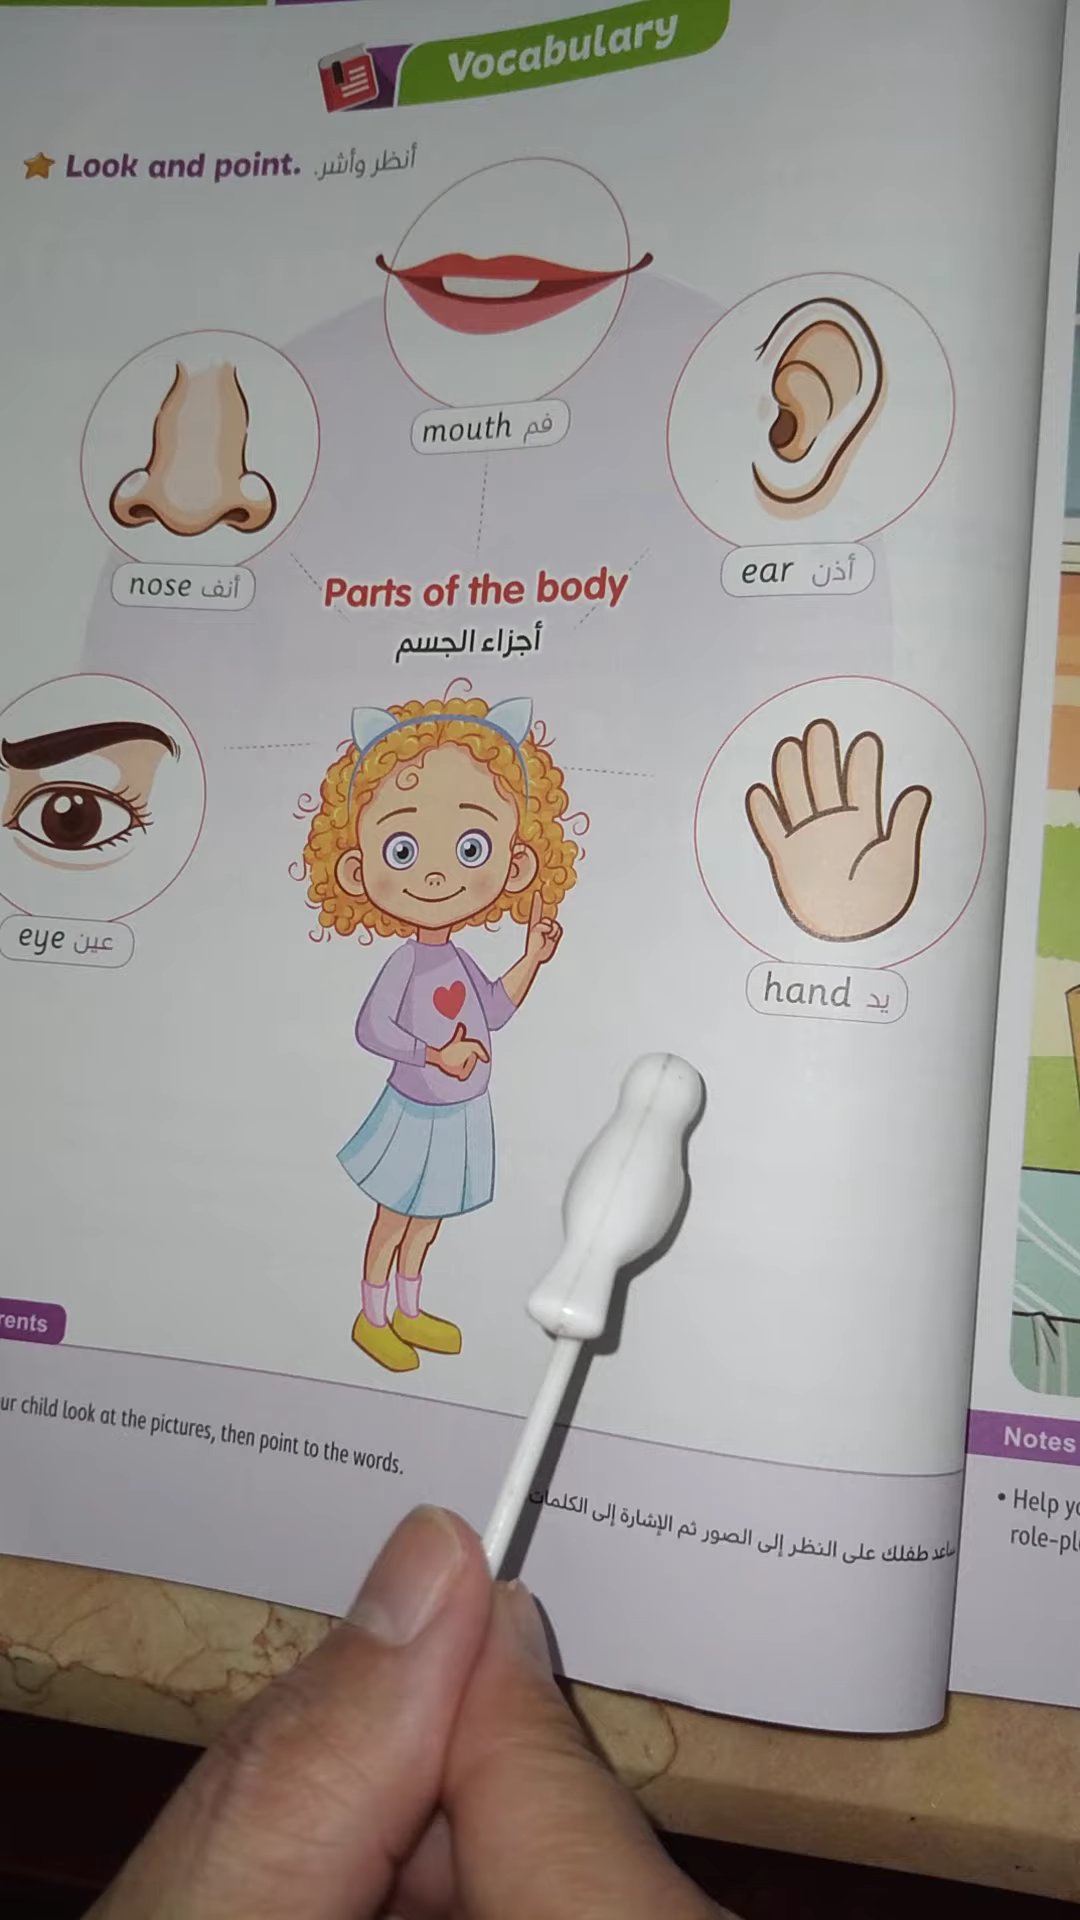 Vocabulary
Look and point. أنظر وأشر.
mouth فم
nose أنف
ear أذن
Parts of the body
أجزاء الجسم
eye عين
hand يد
rents
ur child look at the pictures, then point to the words.
ساعد طفلك على النظر إلى الصور ثم الإشارة إلى الكلمات
Notes
• Help yo
role-pl